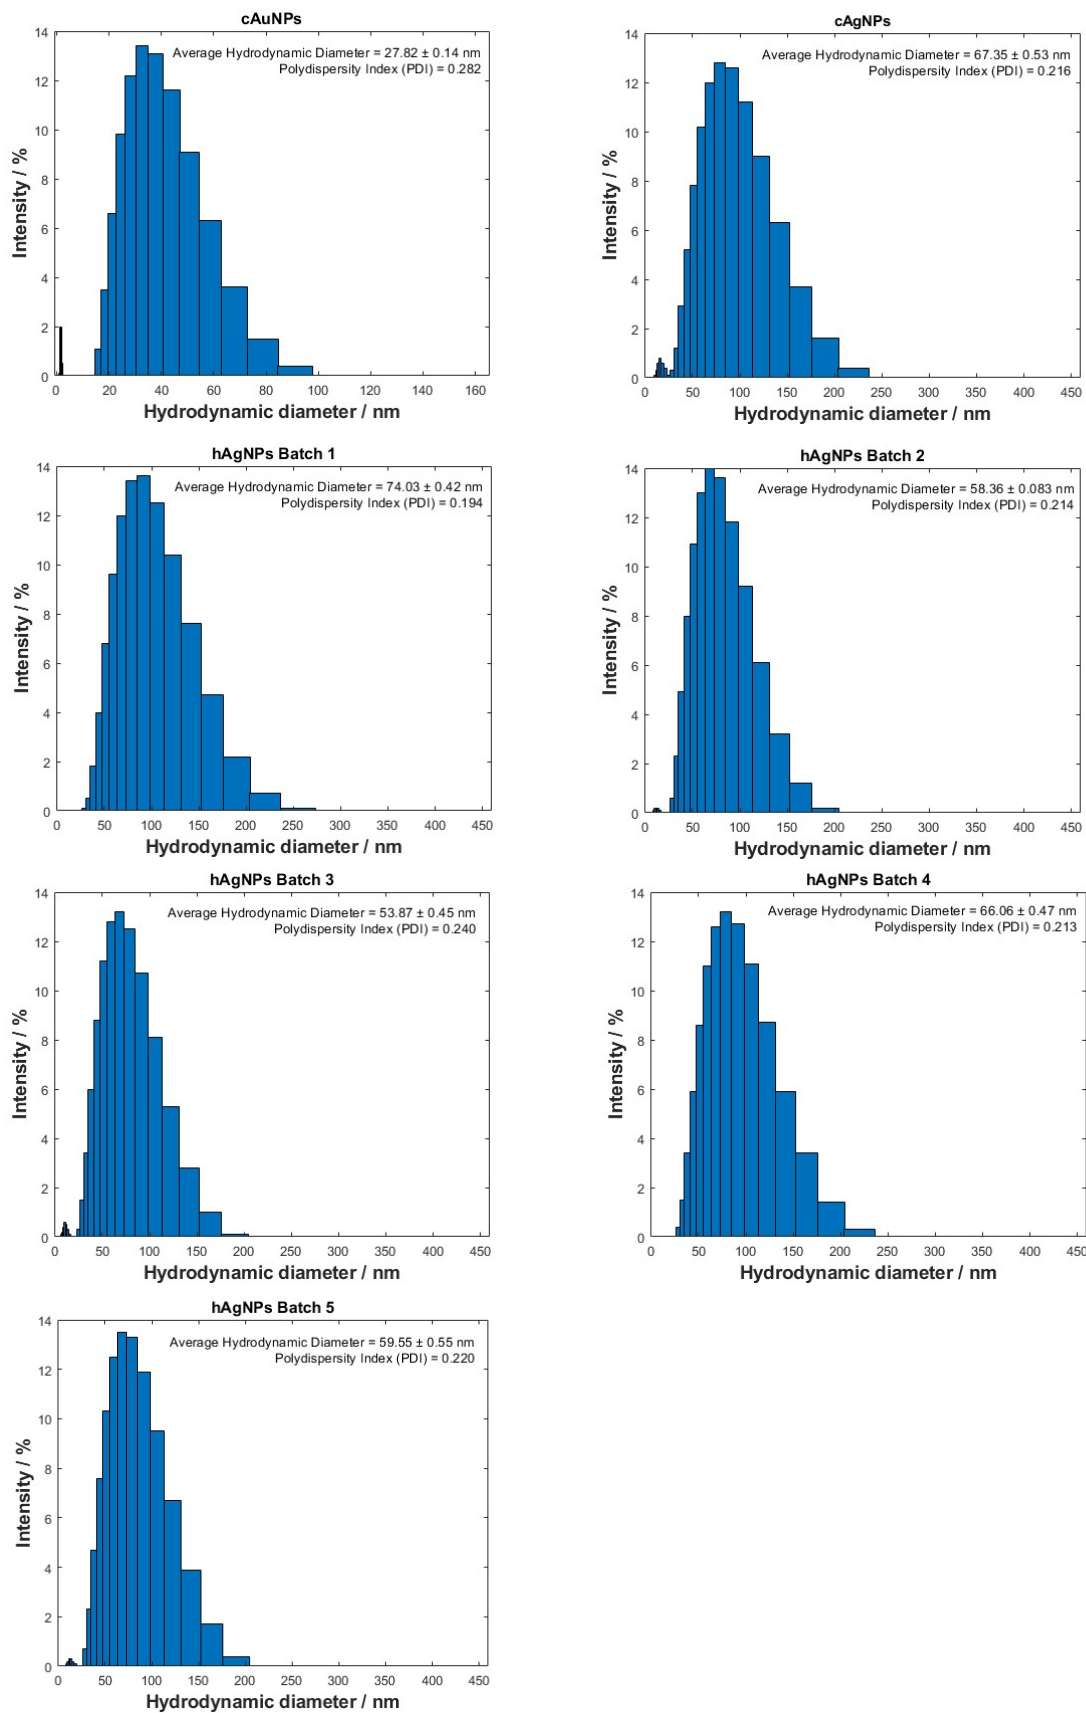 cAuNPs
Average Hydrodynamic Diameter = 27.82 ± 0.14 nm
Polydispersity Index (PDI) = 0.282
14
12
10
8
6
4
2
0
Intensity / %
0 20 40 60 80 100 120 140 160
Hydrodynamic diameter / nm
cAgNPs
Average Hydrodynamic Diameter = 67.35 ± 0.53 nm
Polydispersity Index (PDI) = 0.216
14
12
10
8
6
4
2
0
Intensity / %
0 50 100 150 200 250 300 350 400 450
Hydrodynamic diameter / nm
hAgNPs Batch 1
Average Hydrodynamic Diameter = 74.03 ± 0.42 nm
Polydispersity Index (PDI) = 0.194
14
12
10
8
6
4
2
0
Intensity / %
0 50 100 150 200 250 300 350 400 450
Hydrodynamic diameter / nm
hAgNPs Batch 2
Average Hydrodynamic Diameter = 58.36 ± 0.083 nm
Polydispersity Index (PDI) = 0.214
14
12
10
8
6
4
2
0
Intensity / %
0 50 100 150 200 250 300 350 400 450
Hydrodynamic diameter / nm
hAgNPs Batch 3
Average Hydrodynamic Diameter = 53.87 ± 0.45 nm
Polydispersity Index (PDI) = 0.240
14
12
10
8
6
4
2
0
Intensity / %
0 50 100 150 200 250 300 350 400 450
Hydrodynamic diameter / nm
hAgNPs Batch 4
Average Hydrodynamic Diameter = 66.06 ± 0.47 nm
Polydispersity Index (PDI) = 0.213
14
12
10
8
6
4
2
0
Intensity / %
0 50 100 150 200 250 300 350 400 450
Hydrodynamic diameter / nm
hAgNPs Batch 5
Average Hydrodynamic Diameter = 59.55 ± 0.55 nm
Polydispersity Index (PDI) = 0.220
14
12
10
8
6
4
2
0
Intensity / %
0 50 100 150 200 250 300 350 400 450
Hydrodynamic diameter / nm